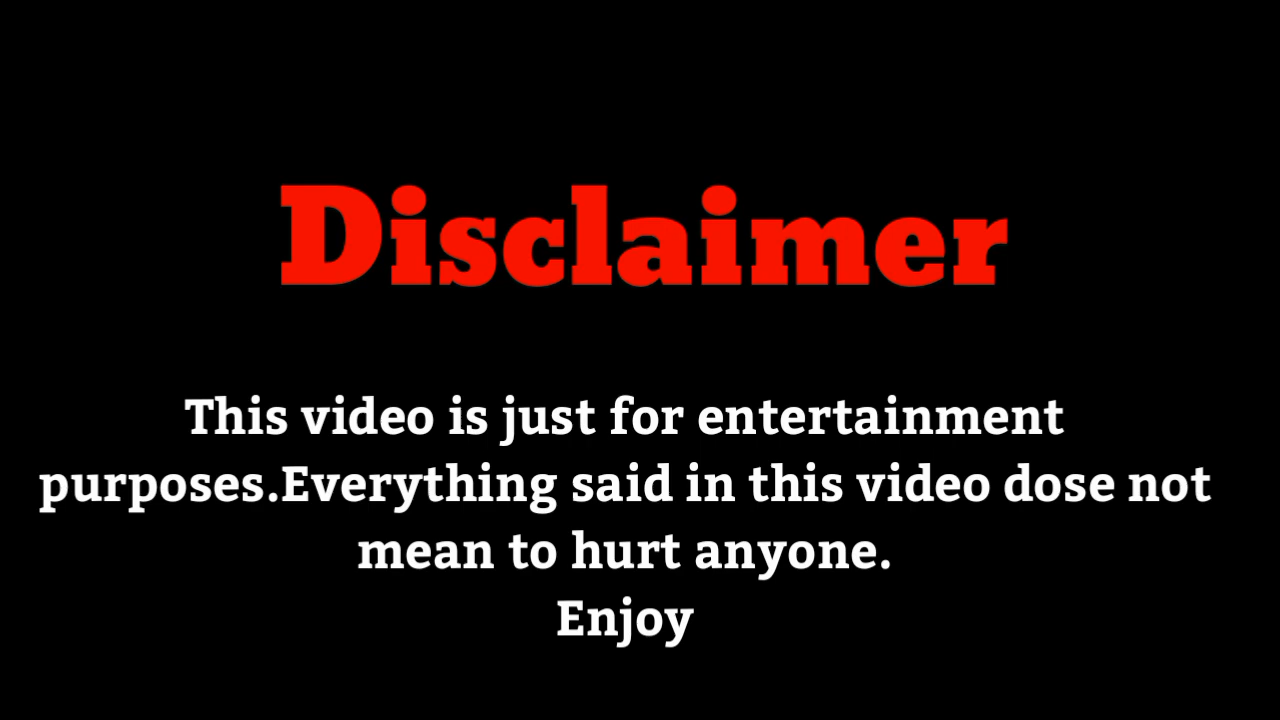 Disclaimer
This video is just for entertainment
purposes.Everything said in this video dose not
mean to hurt anyone.
Enjoy